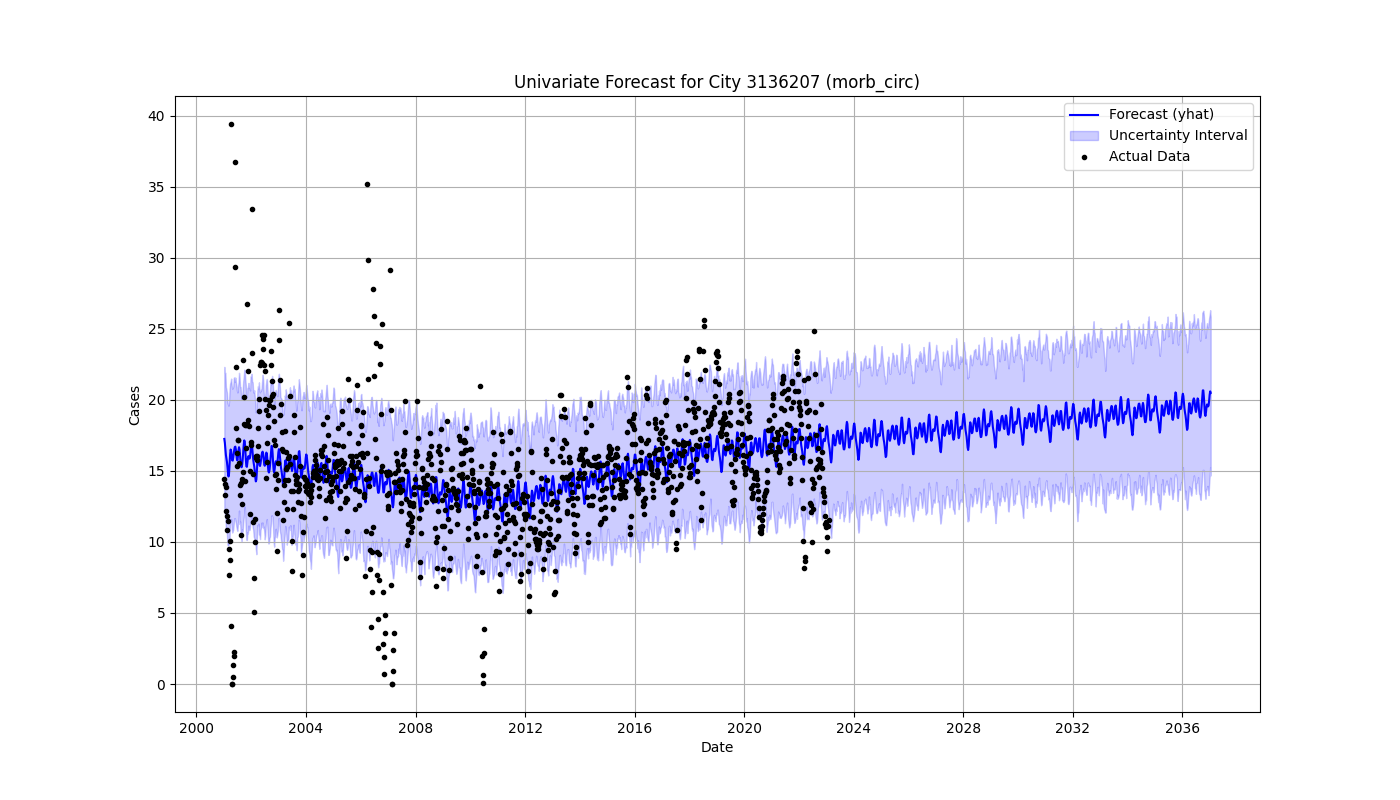 Univariate Forecast for City 3136207 (morb_circ)
Forecast (yhat)
Uncertainty Interval
Actual Data
Cases
40
35
30
25
20
15
10
5
0
2000 2004 2008 2012 2016 2020 2024 2028 2032 2036
Date